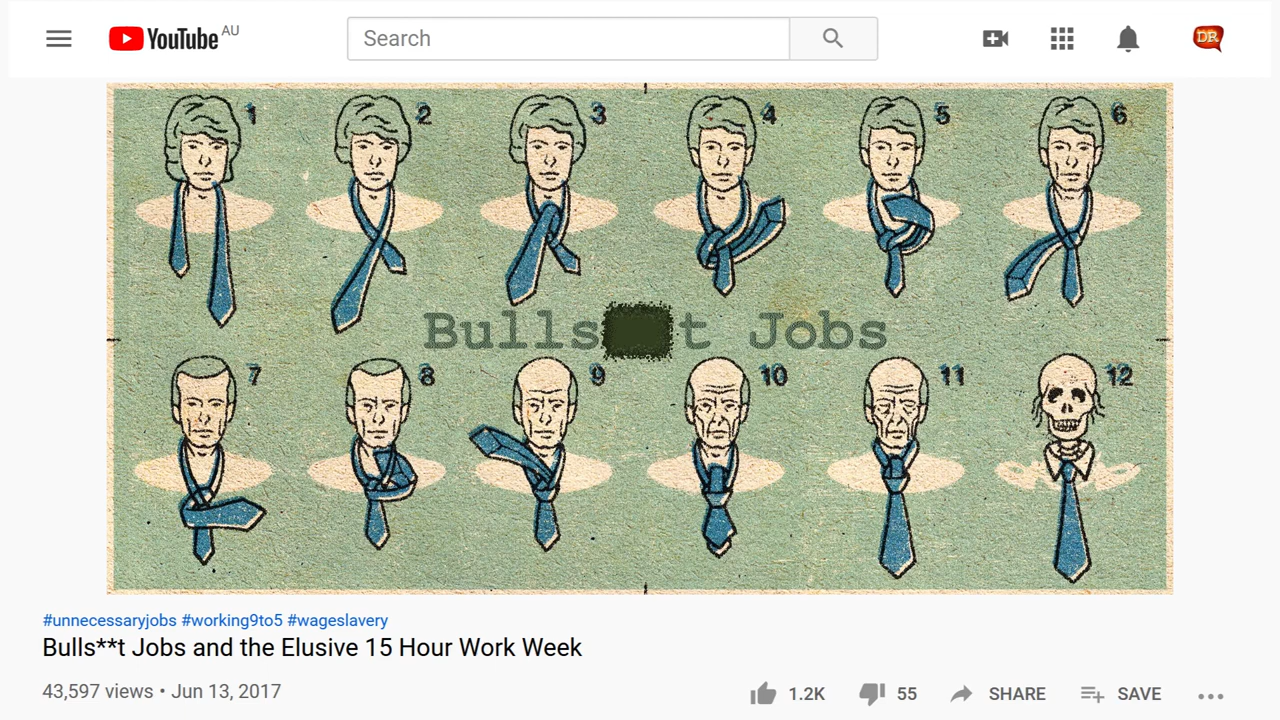 YouTube AU
Search
DR
1 2 3 4 5 6
Bulls t Jobs
7 8 9 10 11 12
#unnecessaryjobs #working9to5 #wageslavery
Bulls**t Jobs and the Elusive 15 Hour Work Week
43,597 views • Jun 13, 2017
1.2K 55 SHARE SAVE